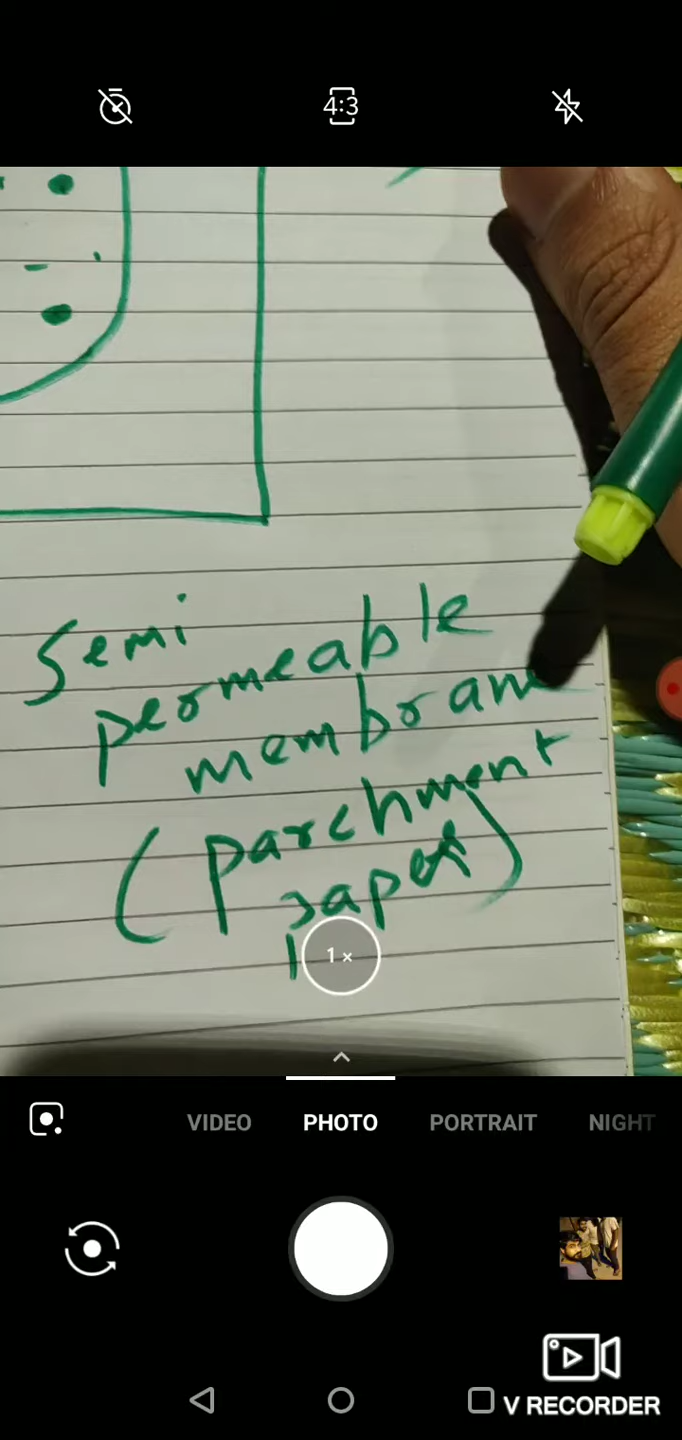 4:3
Semi
permeable
membrane
(parchment
paper)
1×
VIDEO PHOTO PORTRAIT NIGHT
V RECORDER